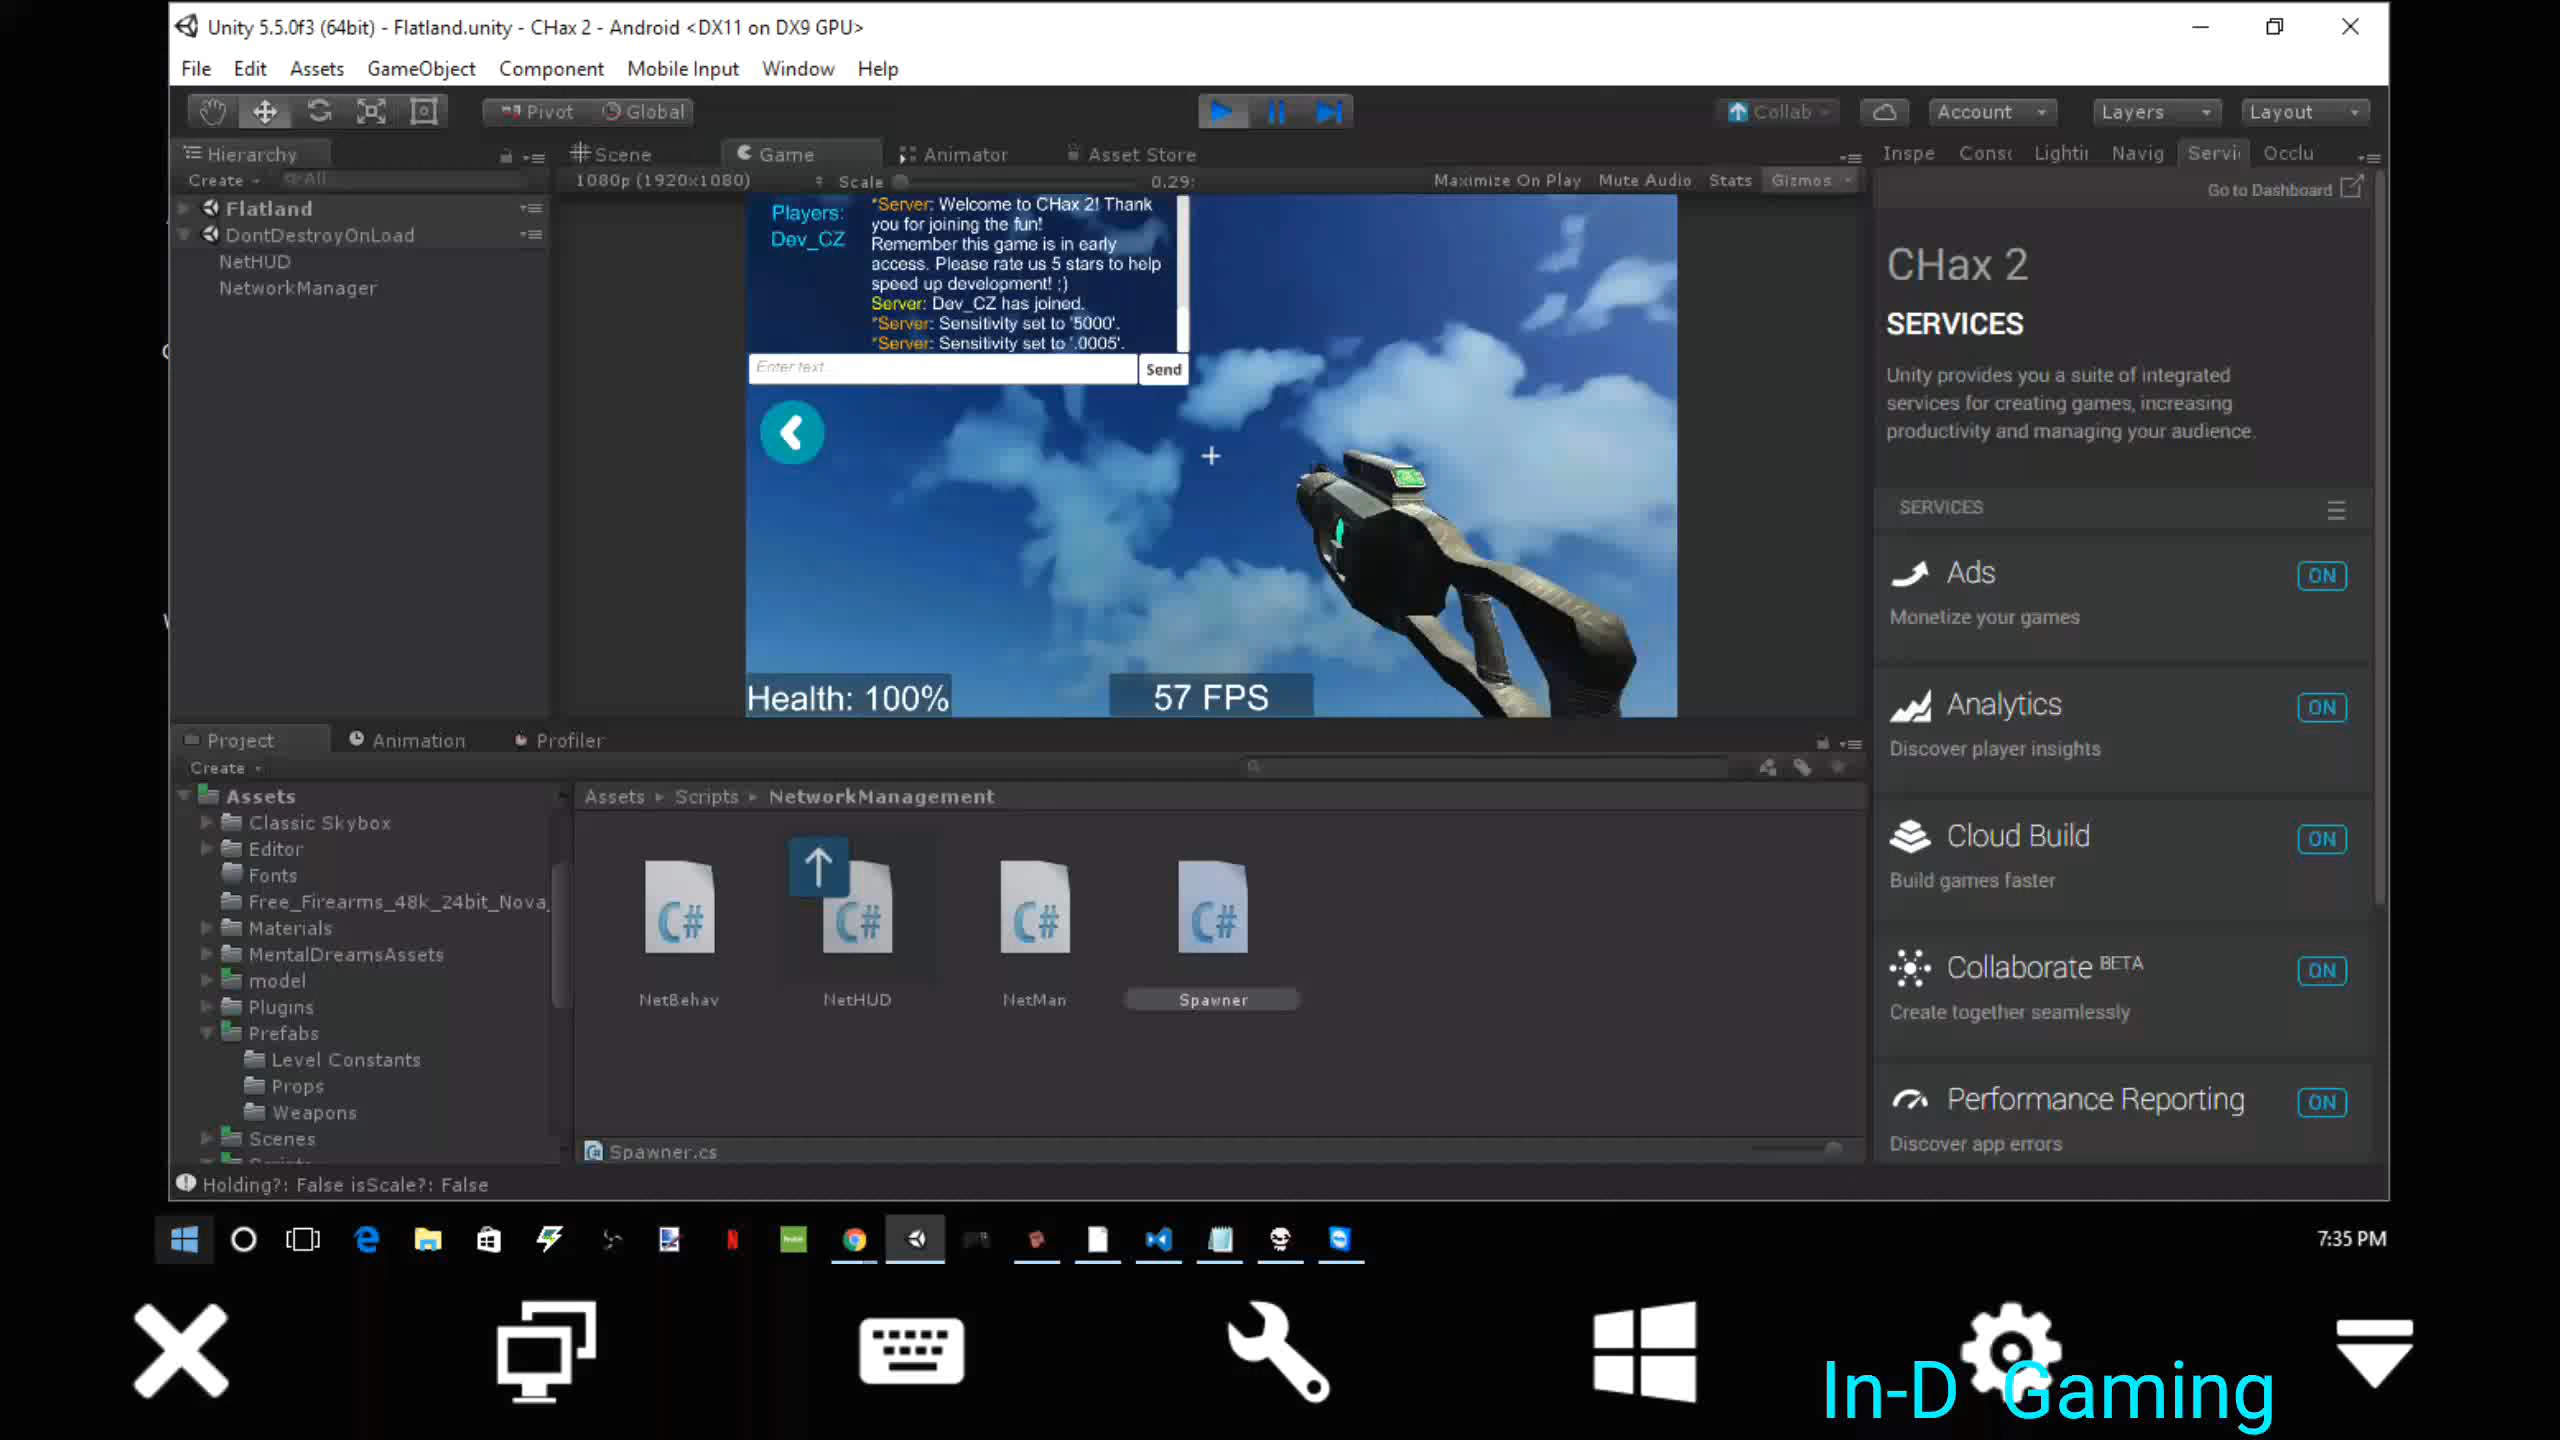 Unity 5.5.0f3 (64bit) - Flatland.unity - CHax 2 - Android <DX11 on DX9 GPU>
File Edit Assets GameObject Component Mobile Input Window Help
Pivot Global Collab Account Layers Layout
Hierarchy Scene Game Animator Asset Store Inspe Lightin Navig Servi Occlu
Create All 1080p (1920x1080) Scale 0.29: Maximize On Play Mute Audio Stats Gizmos
Go to Dashboard
Flatland
DontDestroyOnLoad
NetHUD
NetworkManager
Players:
Dev_CZ
*Server: Welcome to CHax 2! Thank
you for joining the fun!
Remember this game is in early
access. Please rate us 5 stars to help
speed up development! ;)
Server: Dev_CZ has joined.
*Server: Sensitivity set to '5000'.
*Server: Sensitivity set to '.0005'.
Enter text... Send
Health: 100% 57 FPS
CHax 2
SERVICES
Unity provides you a suite of integrated
services for creating games, increasing
productivity and managing your audience.
SERVICES
Ads ON
Monetize your games
Analytics ON
Discover player insights
Cloud Build ON
Build games faster
Collaborate BETA ON
Create together seamlessly
Performance Reporting ON
Discover app errors
Project Animation Profiler
Create
Assets
Classic Skybox
Editor
Fonts
Free_Firearms_48k_24bit_Nova_
Materials
MentalDreamsAssets
model
Plugins
Prefabs
Level Constants
Props
Weapons
Scenes
Assets Scripts NetworkManagement
C# C# C# C#
NetBehav NetHUD NetMan Spawner
Spawner.cs
Holding?: False isScale?: False
7:35 PM
In-D Gaming